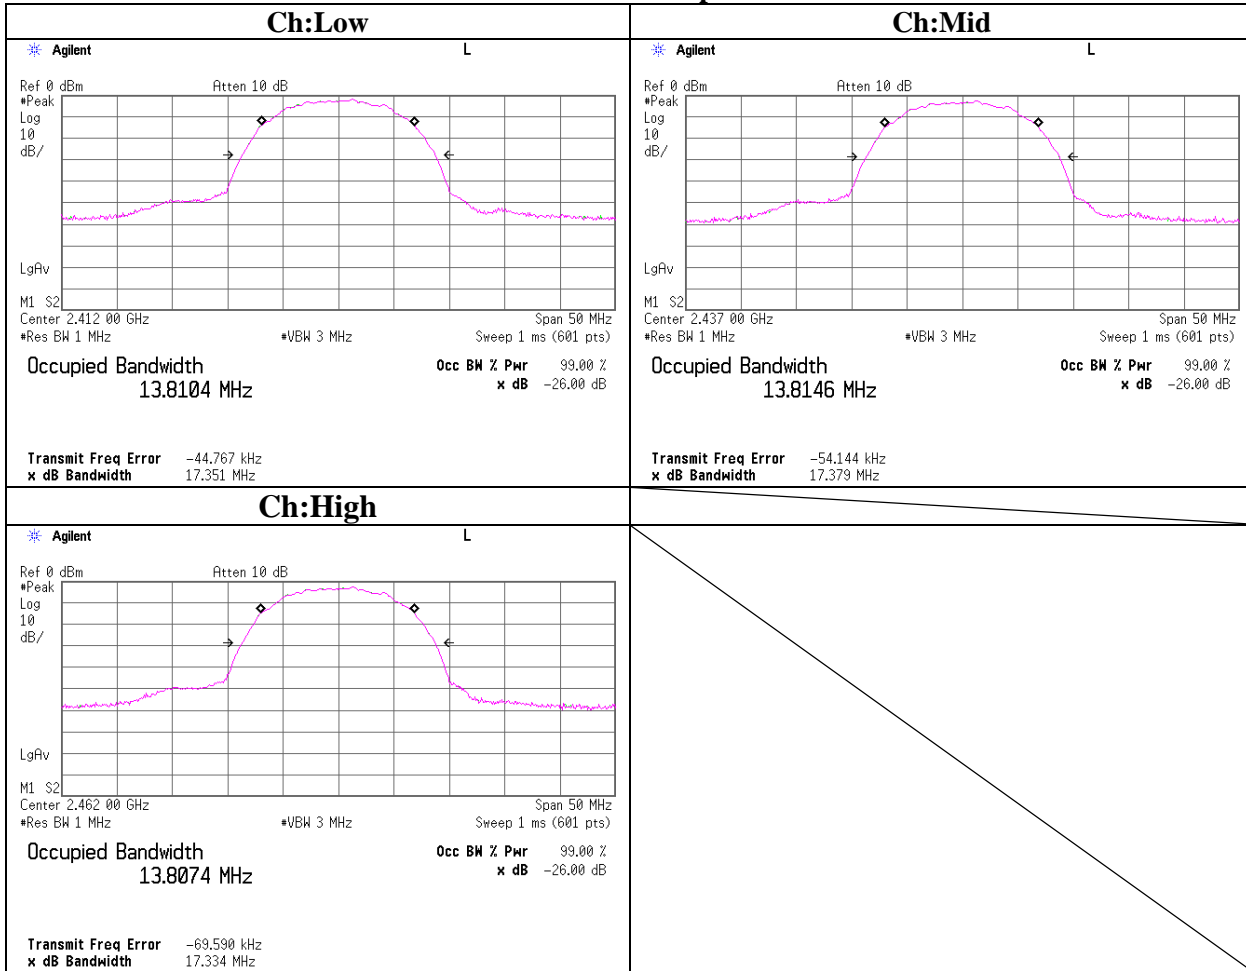 Ch:Low
Agilent
L
Ref 0 dBm
Atten 10 dB
#Peak
Log
10
dB/
LgAv
M1 S2
Center 2.412 00 GHz
Span 50 MHz
#Res BW 1 MHz
#VBW 3 MHz
Sweep 1 ms (601 pts)
Occupied Bandwidth
13.8104 MHz
Occ BW % Pwr 99.00 %
x dB -26.00 dB
Transmit Freq Error -44.767 kHz
x dB Bandwidth 17.351 MHz
Ch:Mid
Agilent
L
Ref 0 dBm
Atten 10 dB
#Peak
Log
10
dB/
LgAv
M1 S2
Center 2.437 00 GHz
Span 50 MHz
#Res BW 1 MHz
#VBW 3 MHz
Sweep 1 ms (601 pts)
Occupied Bandwidth
13.8146 MHz
Occ BW % Pwr 99.00 %
x dB -26.00 dB
Transmit Freq Error -54.144 kHz
x dB Bandwidth 17.379 MHz
Ch:High
Agilent
L
Ref 0 dBm
Atten 10 dB
#Peak
Log
10
dB/
LgAv
M1 S2
Center 2.462 00 GHz
Span 50 MHz
#Res BW 1 MHz
#VBW 3 MHz
Sweep 1 ms (601 pts)
Occupied Bandwidth
13.8074 MHz
Occ BW % Pwr 99.00 %
x dB -26.00 dB
Transmit Freq Error -69.590 kHz
x dB Bandwidth 17.334 MHz